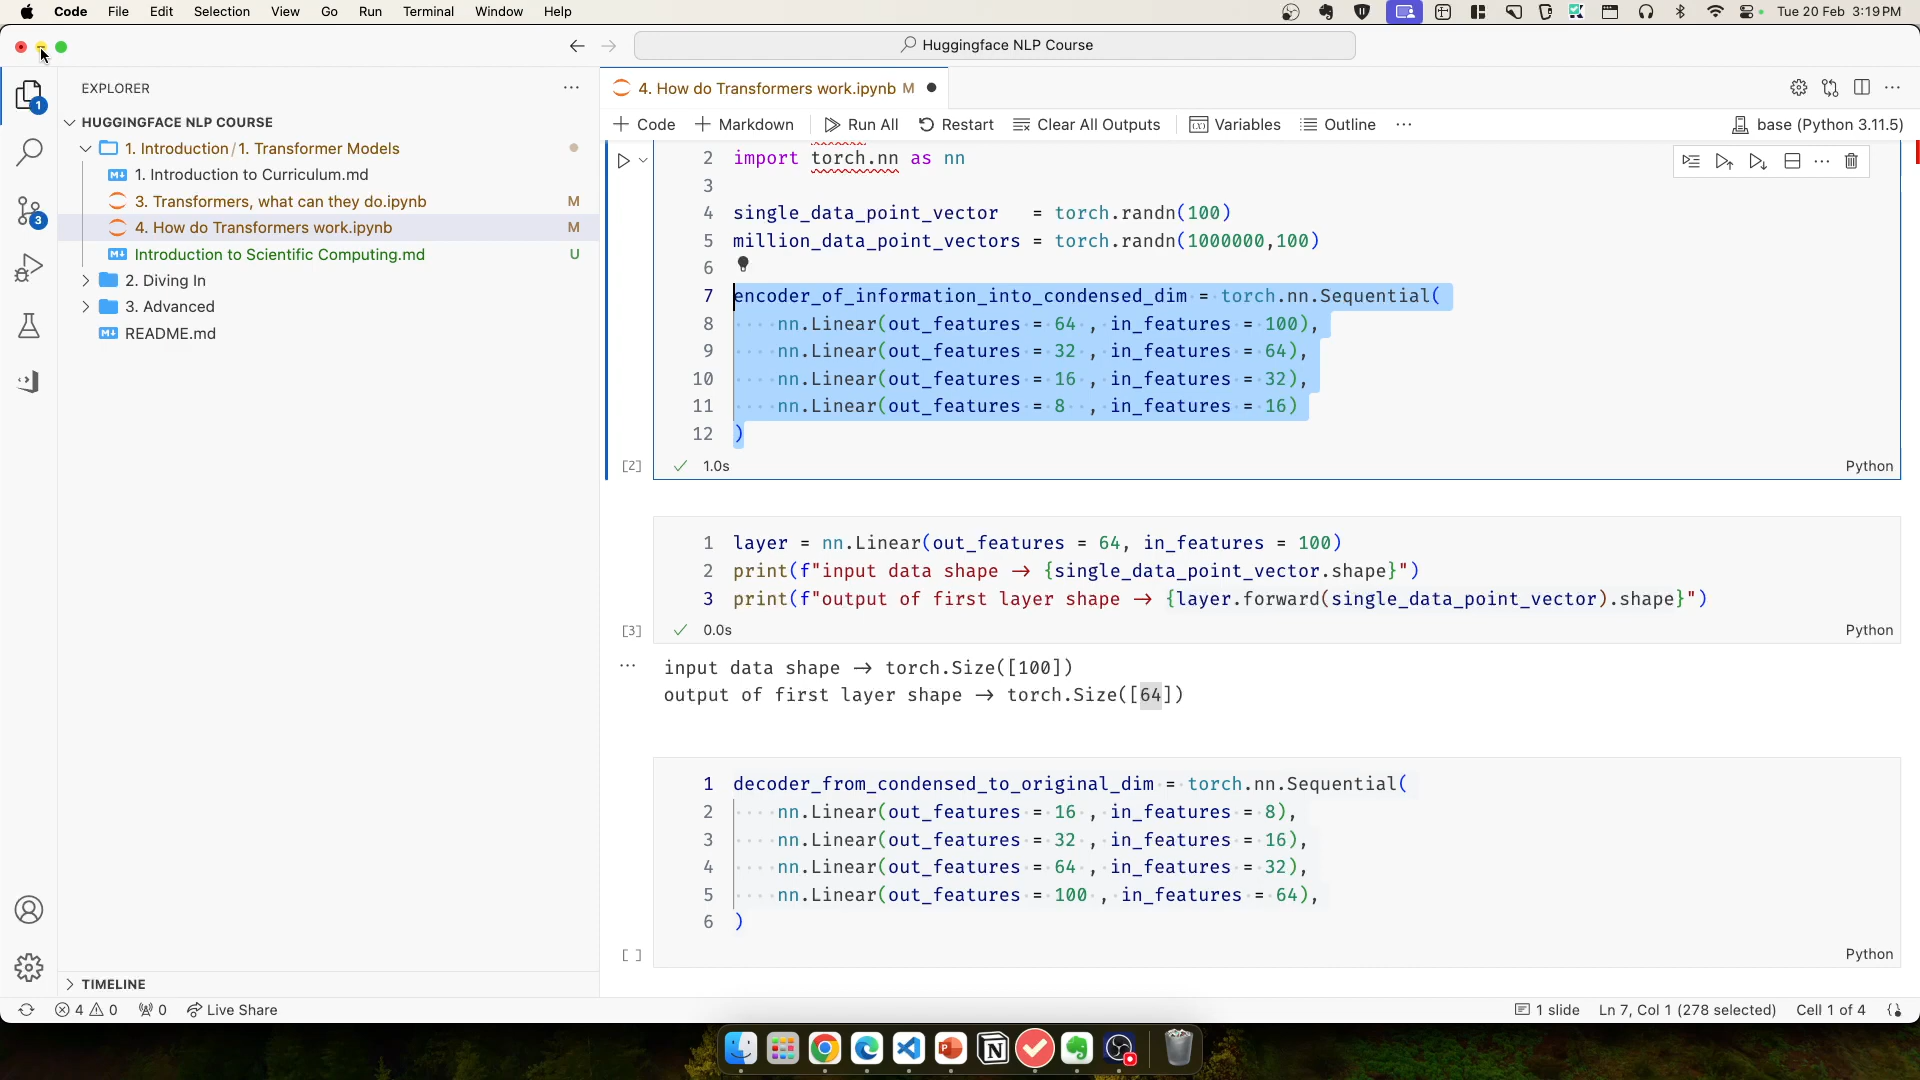 Code File Edit Selection View Go Run Terminal Window Help Tue 20 Feb 3:19 PM
Huggingface NLP Course
EXPLORER
HUGGINGFACE NLP COURSE
1. Introduction / 1. Transformer Models
1. Introduction to Curriculum.md
3. Transformers, what can they do.ipynb M
4. How do Transformers work.ipynb M
Introduction to Scientific Computing.md U
2. Diving In
3. Advanced
README.md
1
3
TIMELINE
4. How do Transformers work.ipynb M
+ Code + Markdown Run All Restart Clear All Outputs Variables Outline ... base (Python 3.11.5)
2 import torch.nn as nn
3
4 single_data_point_vector = torch.randn(100)
5 million_data_point_vectors = torch.randn(1000000,100)
6
7 encoder_of_information_into_condensed_dim = torch.nn.Sequential(
8 nn.Linear(out_features = 64 , in_features = 100),
9 nn.Linear(out_features = 32 , in_features = 64),
10 nn.Linear(out_features = 16 , in_features = 32),
11 nn.Linear(out_features = 8 , in_features = 16)
12 )
[2] ✓ 1.0s Python
1 layer = nn.Linear(out_features = 64, in_features = 100)
2 print(f"input data shape → {single_data_point_vector.shape}")
3 print(f"output of first layer shape → {layer.forward(single_data_point_vector).shape}")
[3] ✓ 0.0s Python
... input data shape → torch.Size([100])
output of first layer shape → torch.Size([64])
1 decoder_from_condensed_to_original_dim = torch.nn.Sequential(
2 nn.Linear(out_features = 16 , in_features = 8),
3 nn.Linear(out_features = 32 , in_features = 16),
4 nn.Linear(out_features = 64 , in_features = 32),
5 nn.Linear(out_features = 100 , in_features = 64),
6 )
[ ] Python
4 0 0 Live Share 1 slide Ln 7, Col 1 (278 selected) Cell 1 of 4